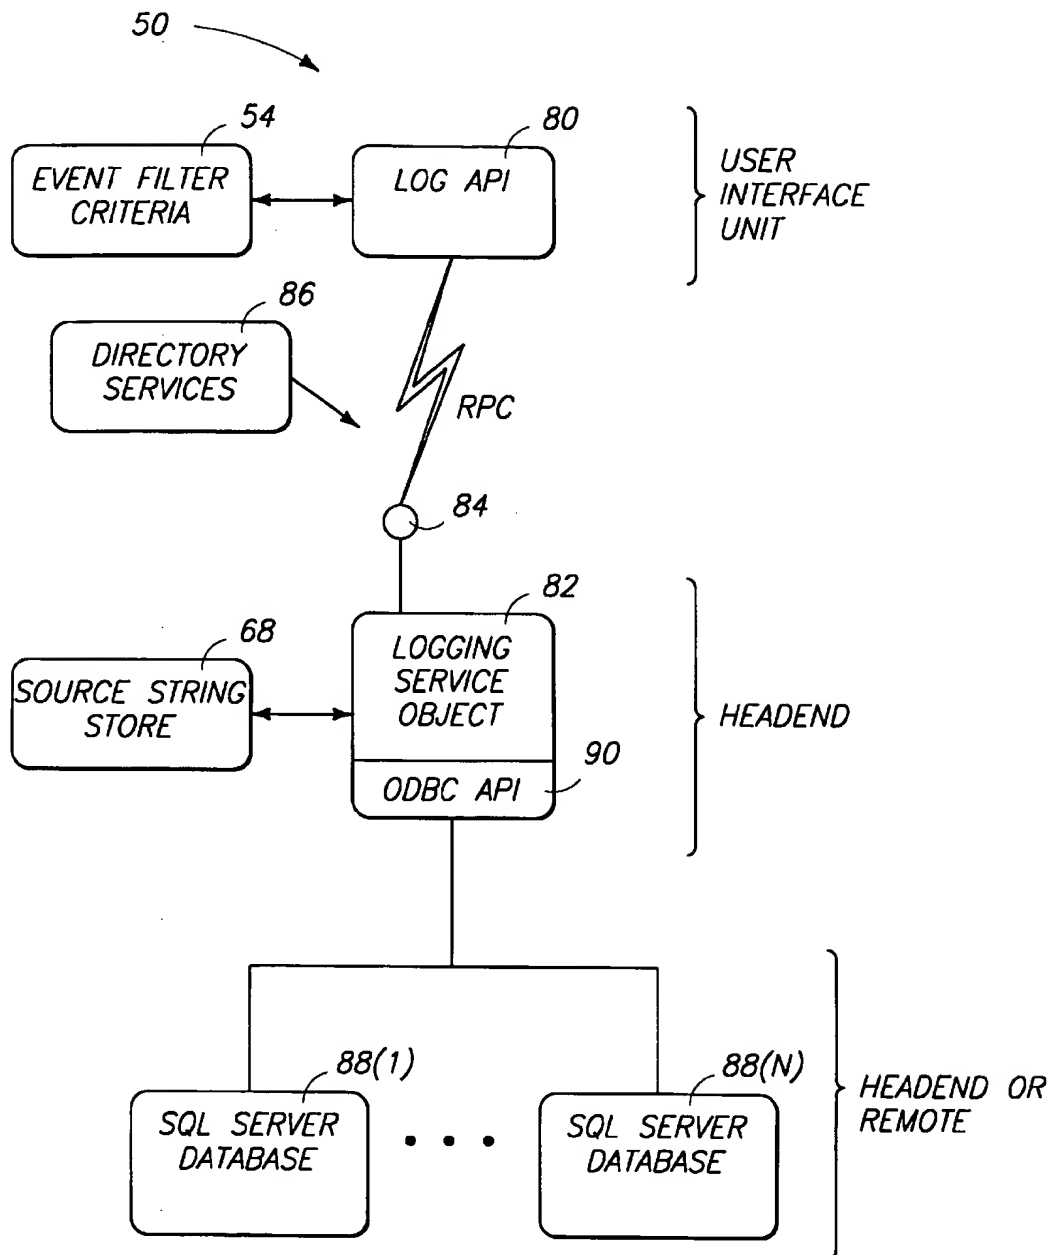 50
54
80
EVENT FILTER
CRITERIA
LOG API
USER
INTERFACE
UNIT
86
DIRECTORY
SERVICES
RPC
84
82
68
LOGGING
SERVICE
OBJECT
SOURCE STRING
STORE
HEADEND
90
ODBC API
88(1)
88(N)
SQL SERVER
DATABASE
SQL SERVER
DATABASE
HEADEND OR
REMOTE